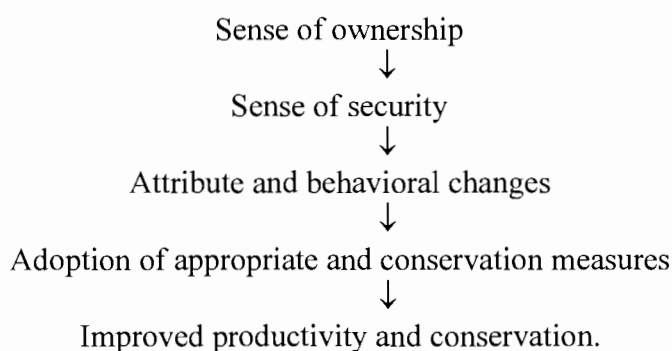 Sense of ownership
↓
Sense of security
↓
Attribute and behavioral changes
↓
Adoption of appropriate and conservation measures
↓
Improved productivity and conservation.